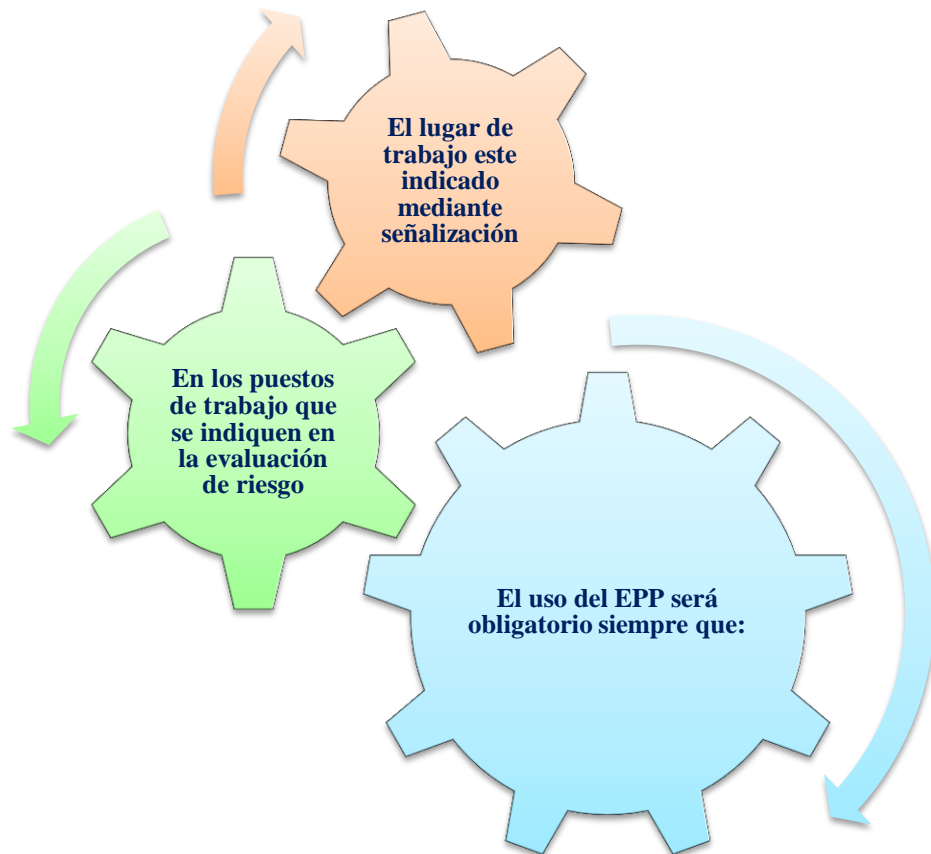 El lugar de
trabajo este
indicado
mediante
señalización
En los puestos
de trabajo que
se indiquen en
la evaluación
de riesgo
El uso del EPP será
obligatorio siempre que: